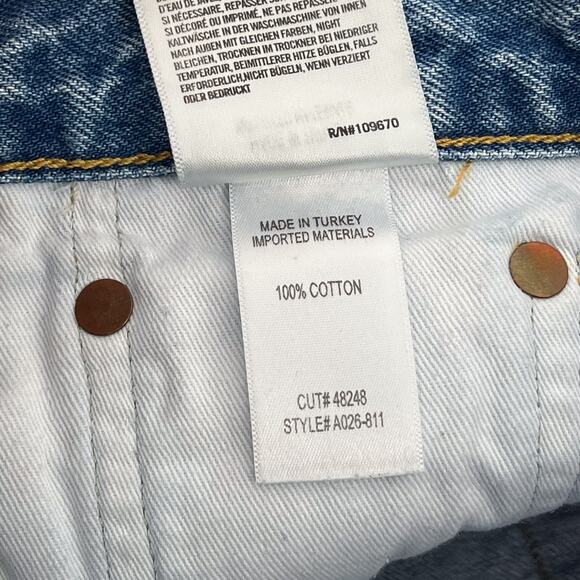 SI NÉCESSAIRE. REPASSER
SI DÉCORÉ OU IMPRIMÉ, NE PAS REPASSER
KALTWÄSCHE IN DER WASCHMASCHINE VON INNEN
NACH AUßEN MIT GLEICHEN FARBEN, NIGHT
BLEICHEN, TROCKNEN IM TROCKNER BEI NIEDRIGER
TEMPERATUR, BEIMITTLERER HITZE BÜGLEN, FALLS
ERFORDERLICH,NICHT BÜGELN, WENN VERZIERT
ODER BEDRUCKT
R/N#109670
MADE IN TURKEY
IMPORTED MATERIALS
100% COTTON
CUT# 48248
STYLE# A026-811